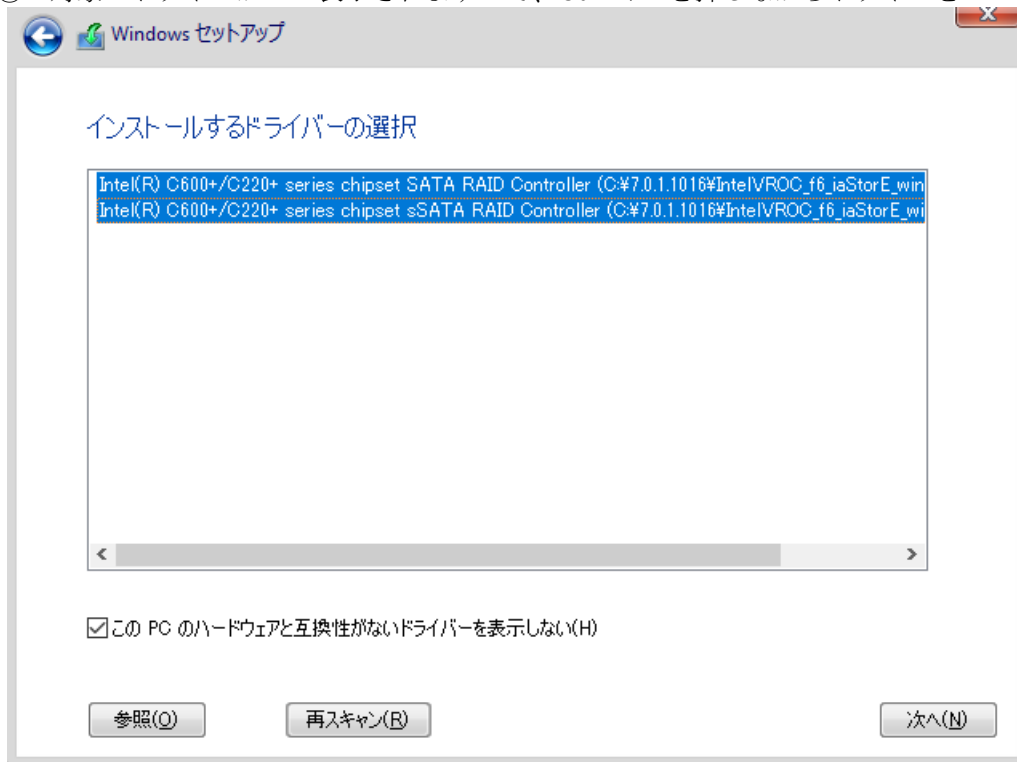 Windows セットアップ
インストールするドライバーの選択
Intel(R) C600+/C220+ series chipset SATA RAID Controller (C:¥7.0.1.1016¥IntelVROC_f6_iaStorE_win
Intel(R) C600+/C220+ series chipset sSATA RAID Controller (C:¥7.0.1.1016¥IntelVROC_f6_iaStorE_wi
このPC のハードウェアと互換性がないドライバーを表示しない(H)
参照(O)
再スキャン(R)
次へ(N)